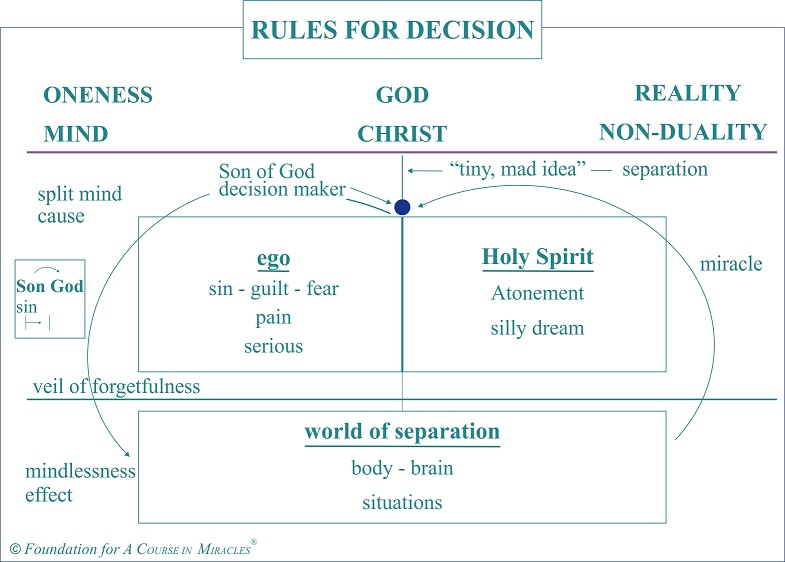 RULES FOR DECISION
ONENESS GOD REALITY
MIND CHRIST NON-DUALITY
Son of God
decision maker
“tiny, mad idea” — separation
split mind
cause
ego
sin - guilt - fear
pain
serious
Holy Spirit
Atonement
silly dream
miracle
Son God
sin
veil of forgetfulness
world of separation
body - brain
situations
mindlessness
effect
© Foundation for A COURSE IN MIRACLES®